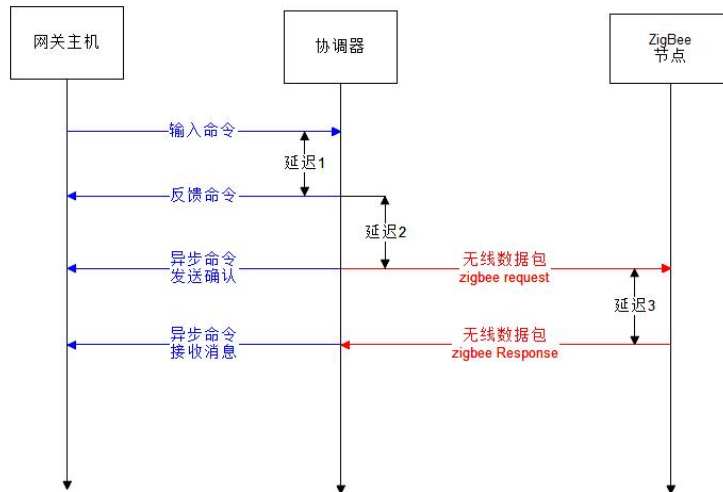 网关主机
协调器
ZigBee
节点
输入命令
延迟1
反馈命令
延迟2
异步命令
发送确认
无线数据包
zigbee request
延迟3
异步命令
接收消息
无线数据包
zigbee Response